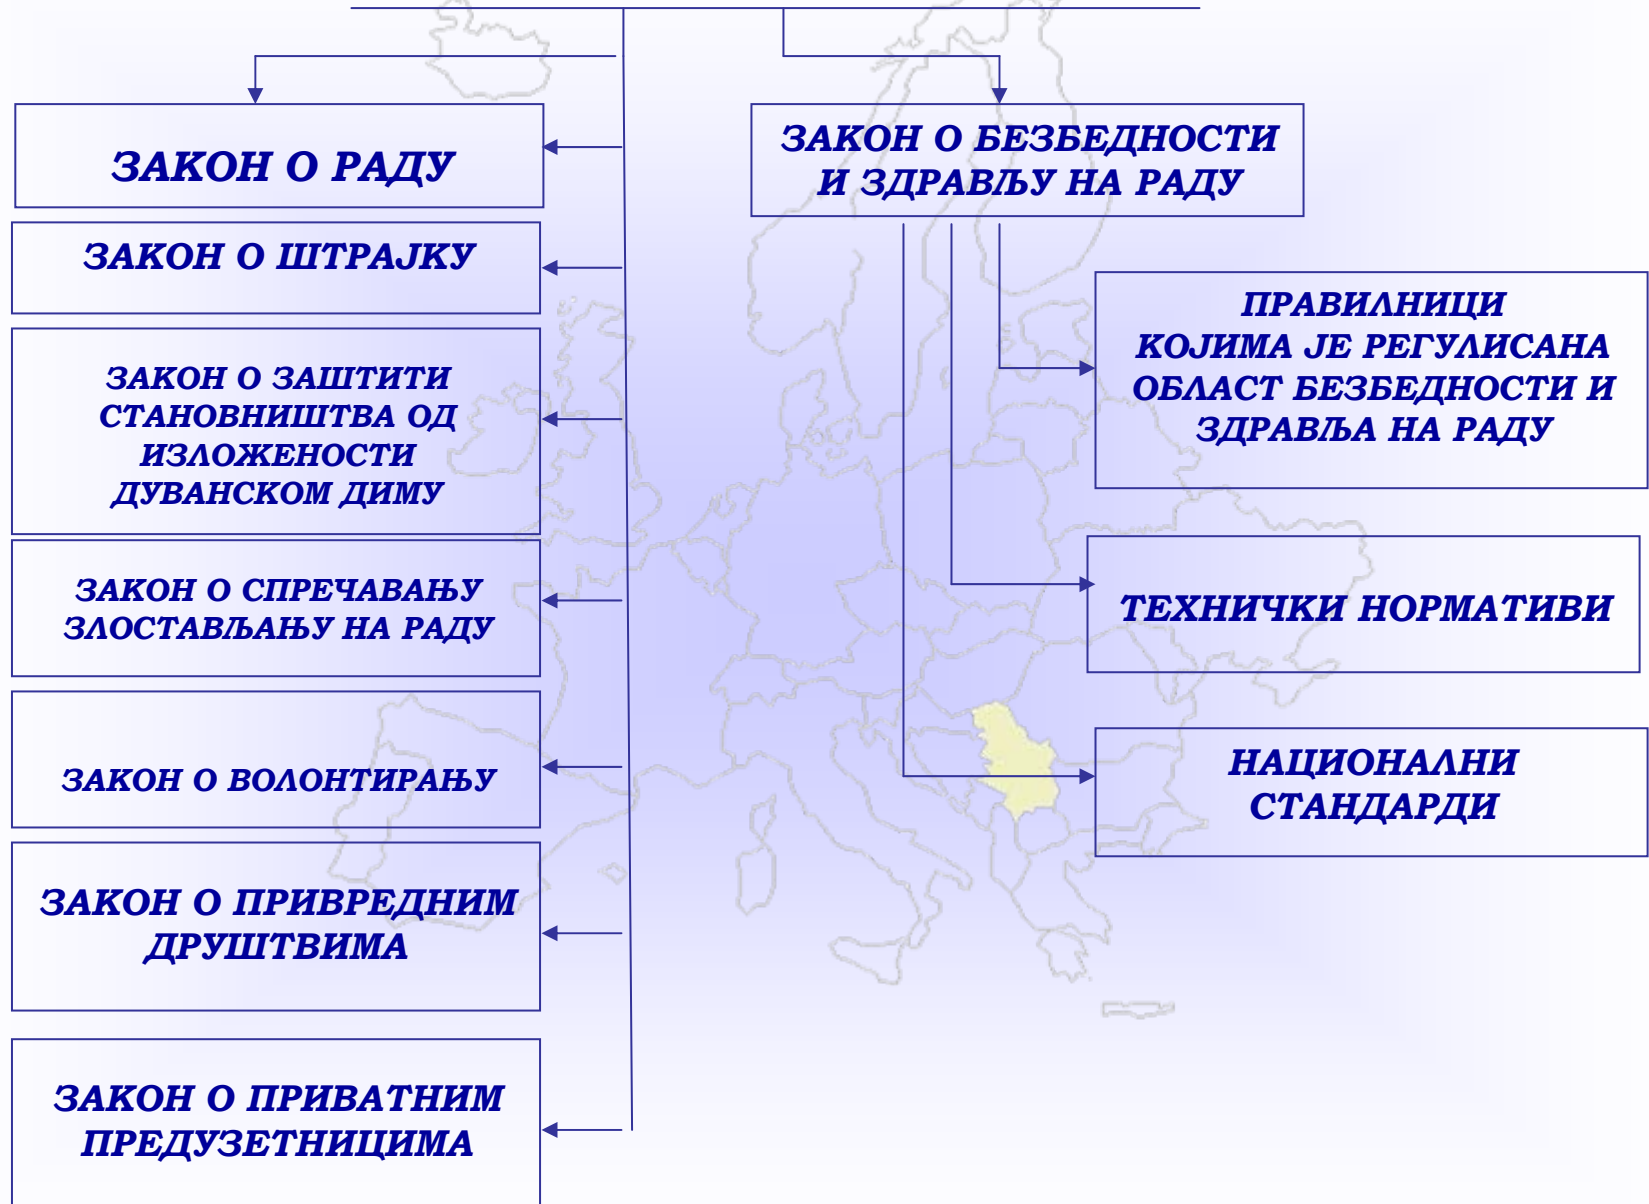 ЗАКОН О РАДУ
ЗАКОН О ШТРАЈКУ
ЗАКОН О ЗАШТИТИ
СТАНОВНИШТВА ОД
ИЗЛОЖЕНОСТИ
ДУВАНСКОМ ДИМУ
ЗАКОН О СПРЕЧАВАЊУ
ЗЛОСТАВЉАЊУ НА РАДУ
ЗАКОН О ВОЛОНТИРАЊУ
ЗАКОН О ПРИВРЕДНИМ
ДРУШТВИМА
ЗАКОН О ПРИВАТНИМ
ПРЕДУЗЕТНИЦИМА
ЗАКОН О БЕЗБЕДНОСТИ
И ЗДРАВЉУ НА РАДУ
ПРАВИЛНИЦИ
КОЈИМА ЈЕ РЕГУЛИСАНА
ОБЛАСТ БЕЗБЕДНОСТИ И
ЗДРАВЉА НА РАДУ
ТЕХНИЧКИ НОРМАТИВИ
НАЦИОНАЛНИ
СТАНДАРДИ